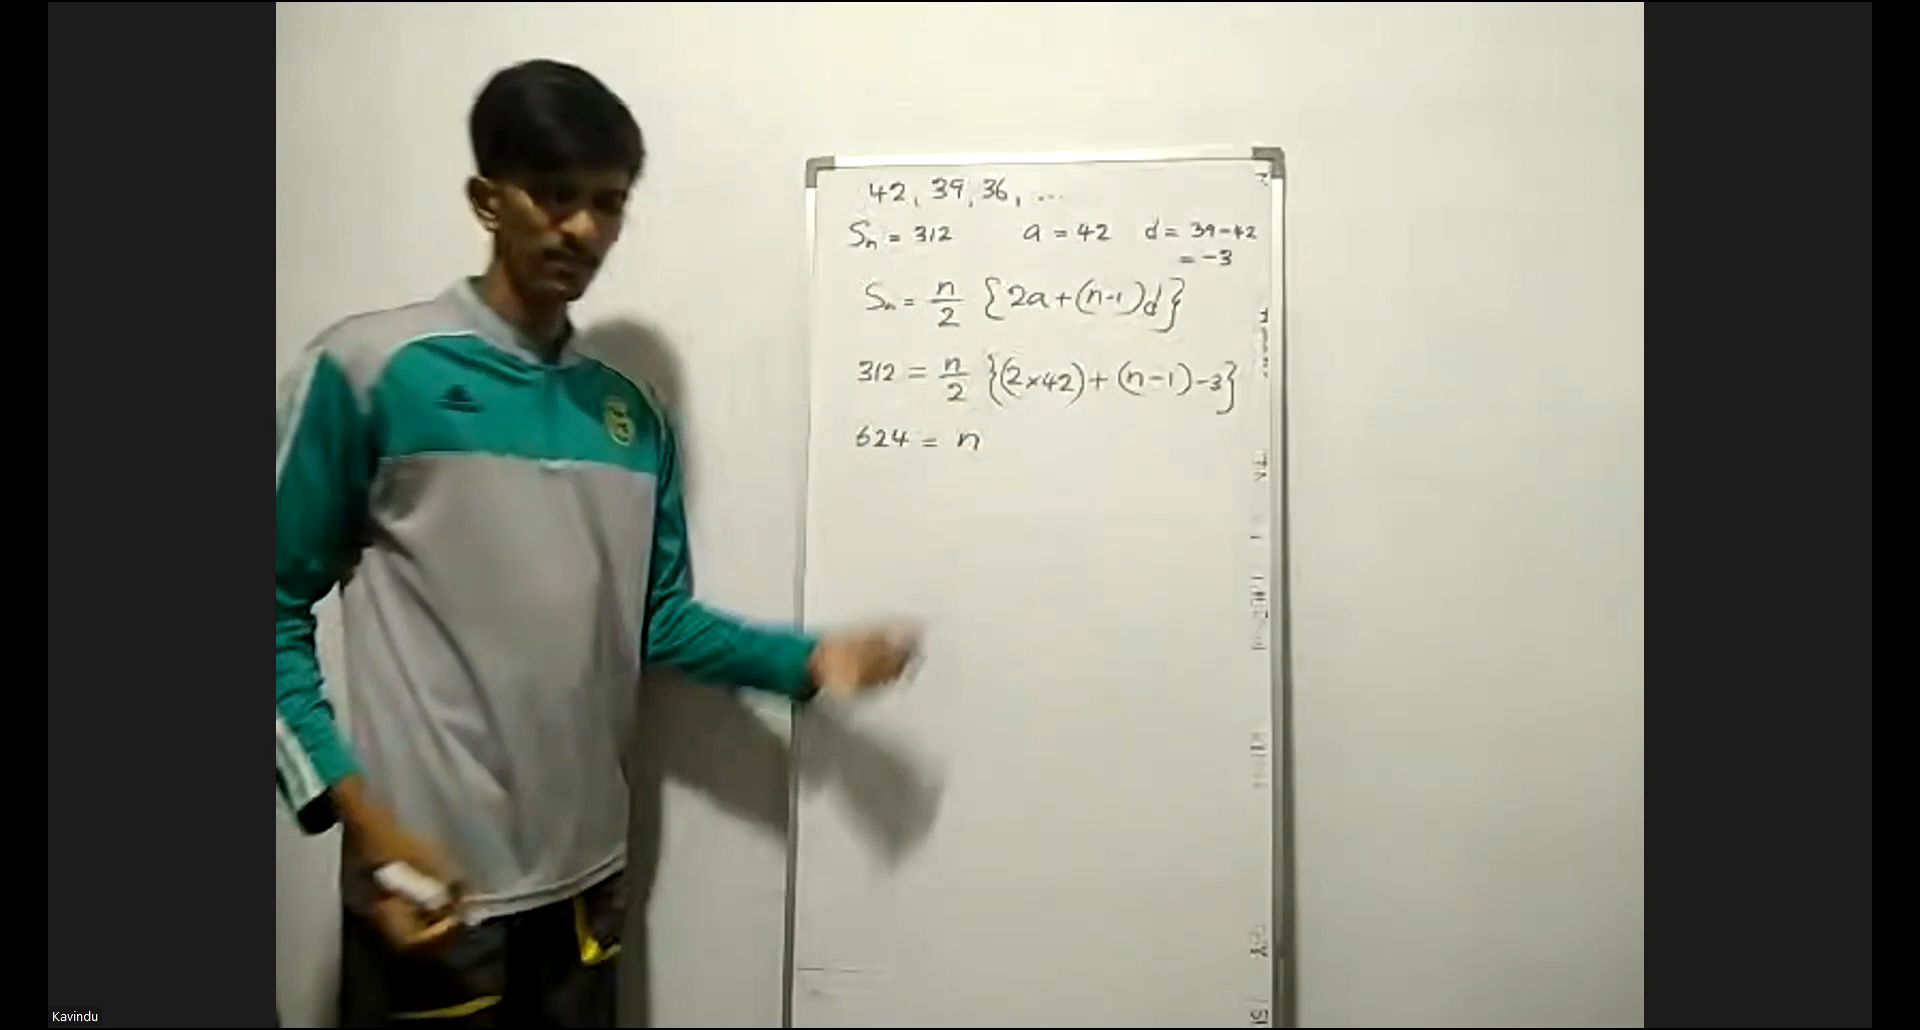 42, 39, 36, ...
Sn = 312 a = 42 d = 39-42
= -3
Sn = n/2 {2a+(n-1)d}
312 = n/2 {(2×42)+(n-1)-3}
624 = n
Kavindu